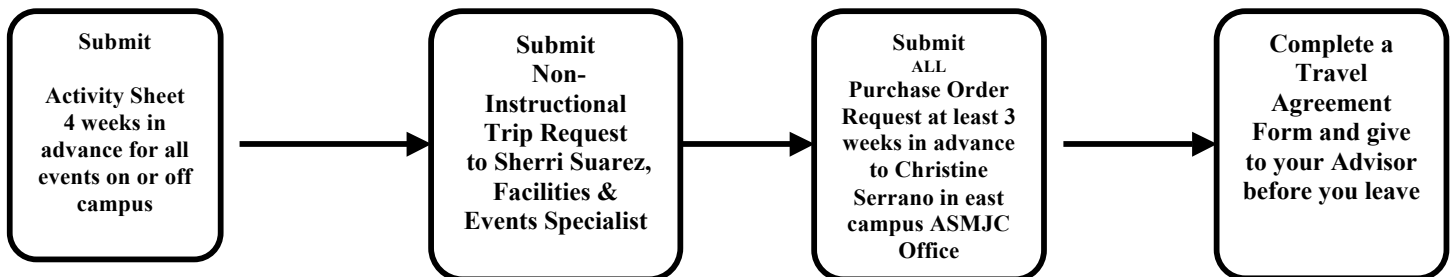 Submit
Activity Sheet
4 weeks in
advance for all
events on or off
campus
Submit
Non-
Instructional
Trip Request
to Sherri Suarez,
Facilities &
Events Specialist
Submit
ALL
Purchase Order
Request at least 3
weeks in advance
to Christine
Serrano in east
campus ASMJC
Office
Complete a
Travel
Agreement
Form and give
to your Advisor
before you leave